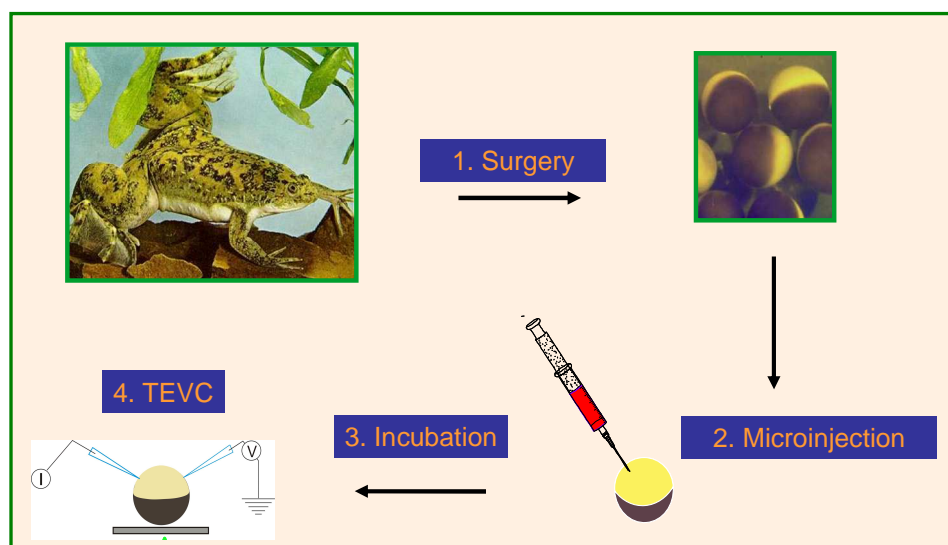 1. Surgery
2. Microinjection
3. Incubation
4. TEVC
I
V